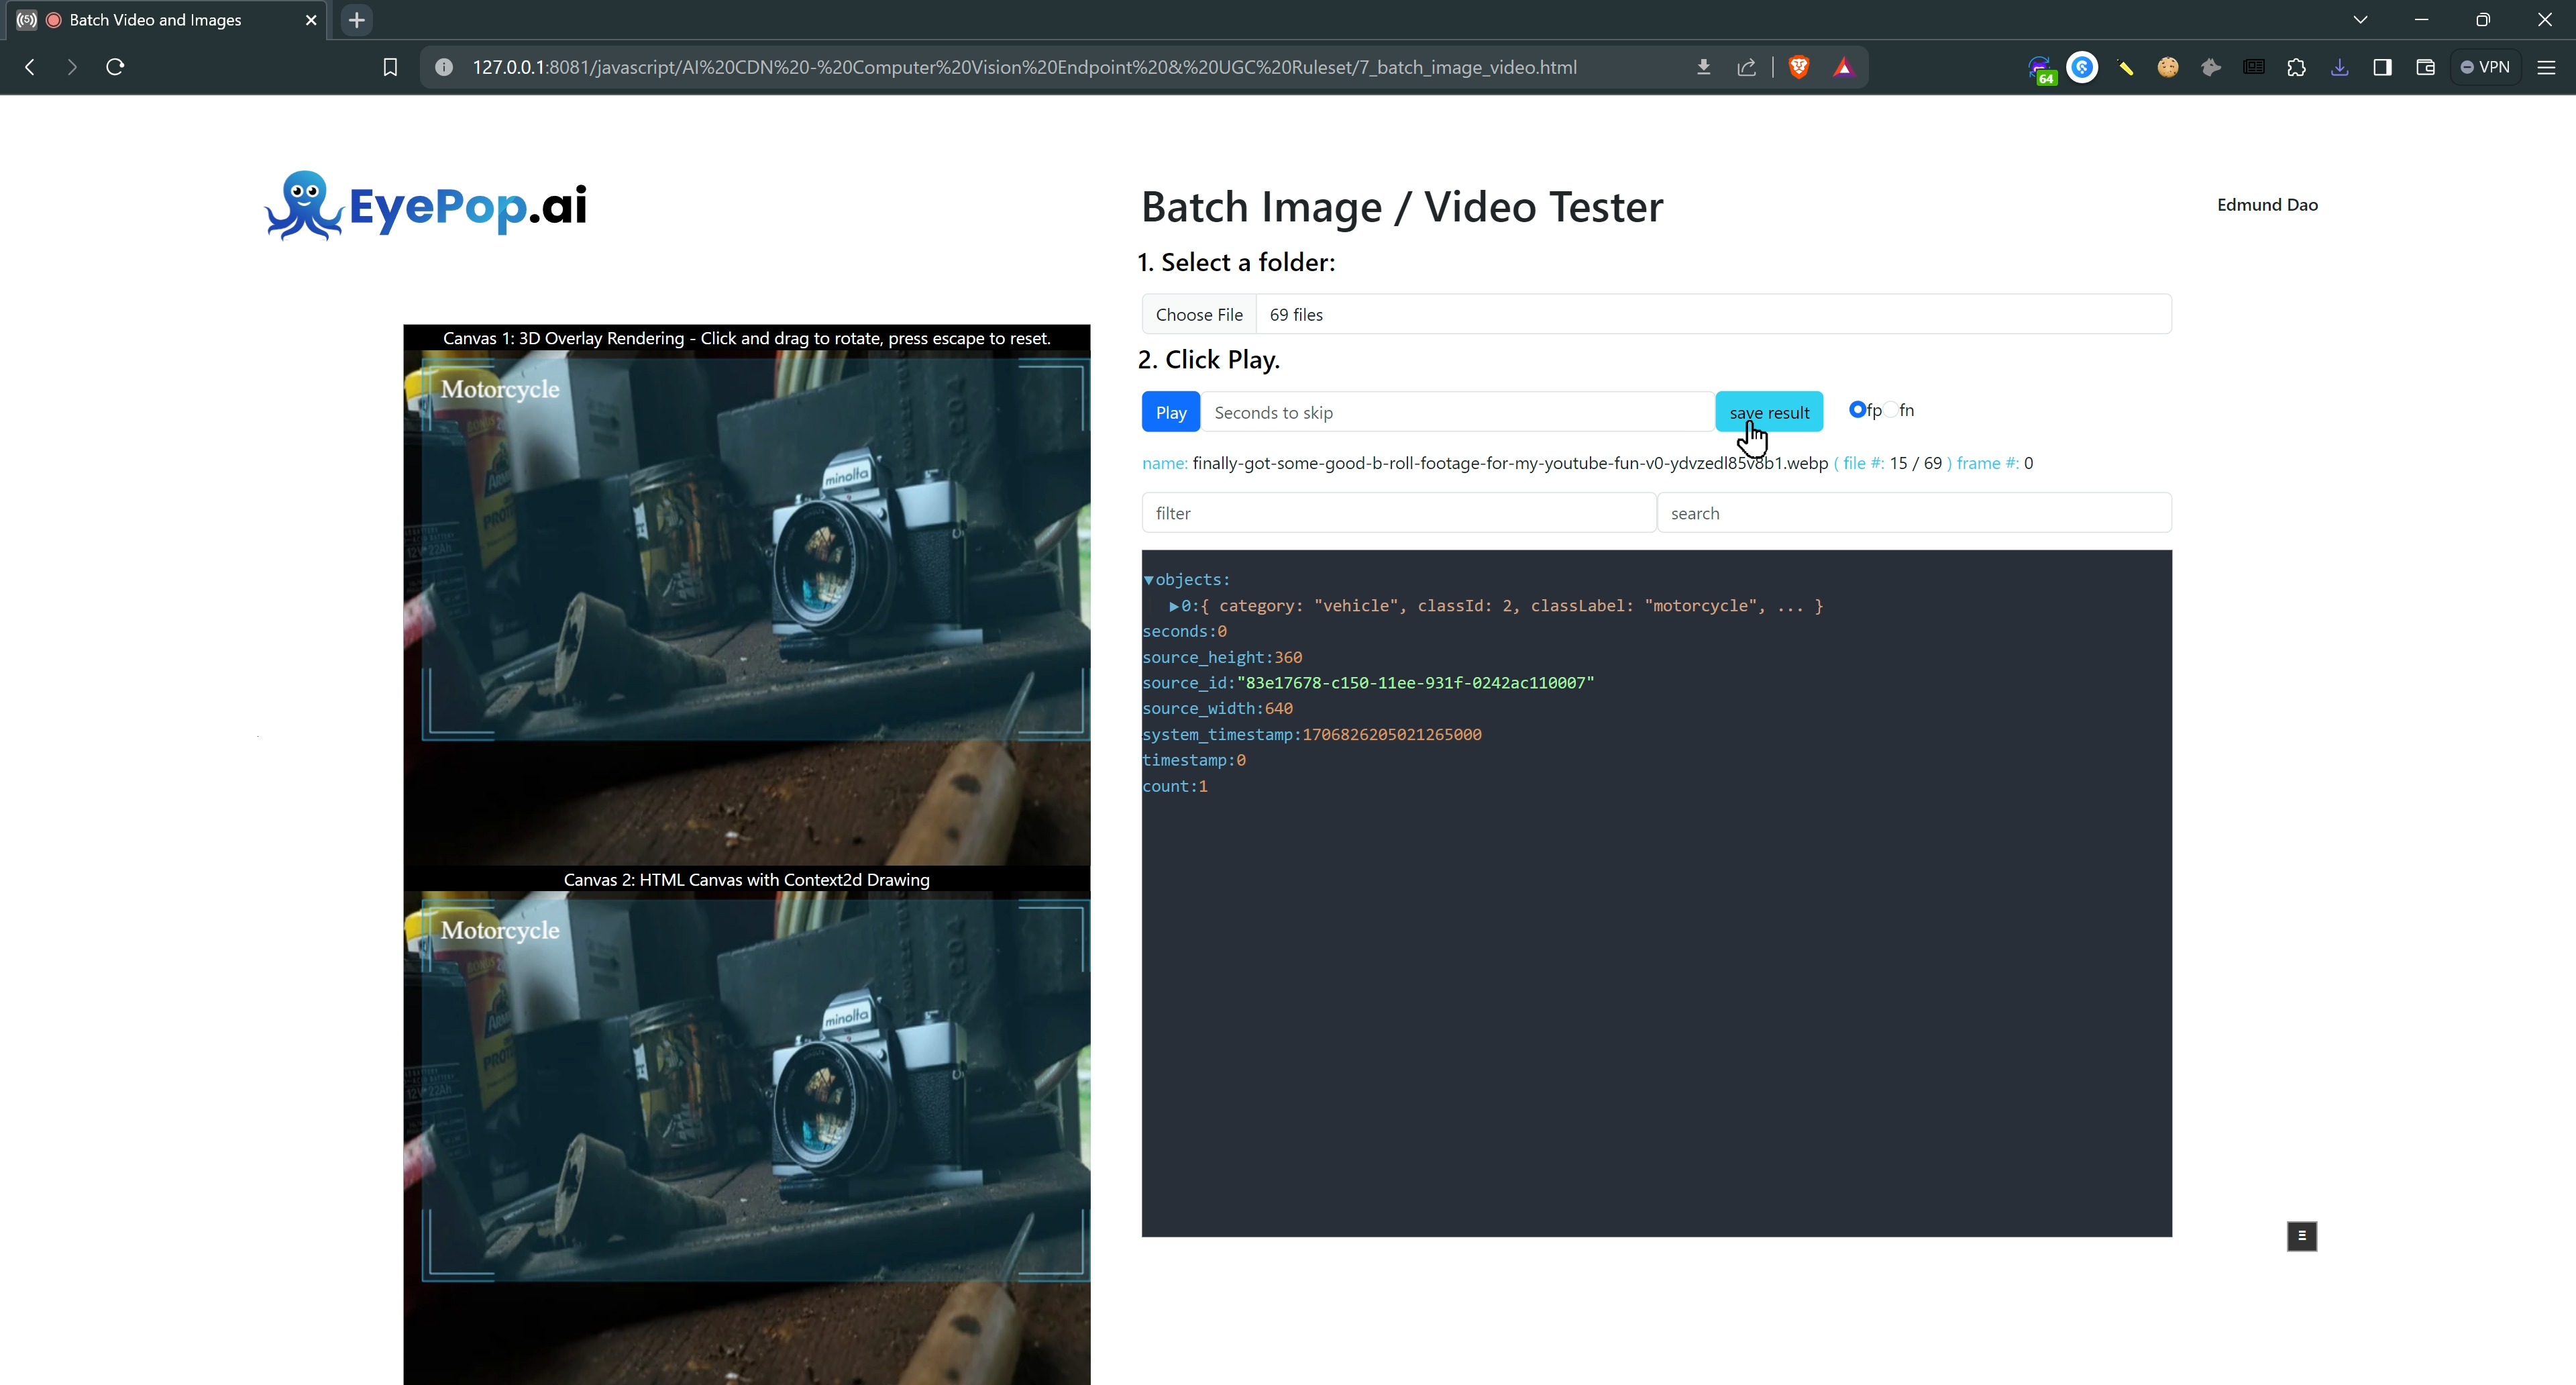 Batch Video and Images
127.0.0.1:8081/javascript/AI%20CDN%20-%20Computer%20Vision%20Endpoint%20&%20UGC%20Ruleset/7_batch_image_video.html
64
VPN
EyePop.ai
Batch Image / Video Tester
Edmund Dao
1. Select a folder:
Choose File 69 files
2. Click Play.
Play Seconds to skip save result fp fn
name: finally-got-some-good-b-roll-footage-for-my-youtube-fun-v0-ydvzedl85v8b1.webp ( file #: 15 / 69 ) frame #: 0
filter search
▼objects:
▶0:{ category: "vehicle", classId: 2, classLabel: "motorcycle", ... }
seconds:0
source_height:360
source_id:"83e17678-c150-11ee-931f-0242ac110007"
source_width:640
system_timestamp:1706826205021265000
timestamp:0
count:1
Canvas 1: 3D Overlay Rendering - Click and drag to rotate, press escape to reset.
Motorcycle
minolta
Canvas 2: HTML Canvas with Context2d Drawing
Motorcycle
minolta